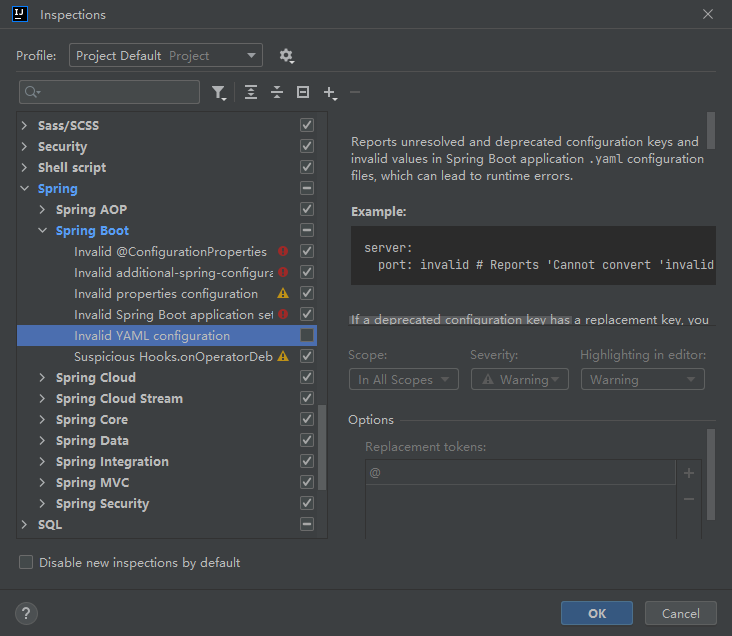 IJ
Inspections
Profile:
Project Default Project
Sass/SCSS
Security
Shell script
Spring
Spring AOP
Spring Boot
Invalid @ConfigurationProperties
Invalid additional-spring-configura
Invalid properties configuration
Invalid Spring Boot application set
Invalid YAML configuration
Suspicious Hooks.onOperatorDeb
Spring Cloud
Spring Cloud Stream
Spring Core
Spring Data
Spring Integration
Spring MVC
Spring Security
SQL
Disable new inspections by default
Reports unresolved and deprecated configuration keys and
invalid values in Spring Boot application .yaml configuration
files, which can lead to runtime errors.
Example:
server:
port: invalid # Reports 'Cannot convert 'invalid
If a deprecated configuration key has a replacement key, you
Scope:
Severity:
Highlighting in editor:
In All Scopes
Warning
Warning
Options
Replacement tokens:
@
?
OK
Cancel